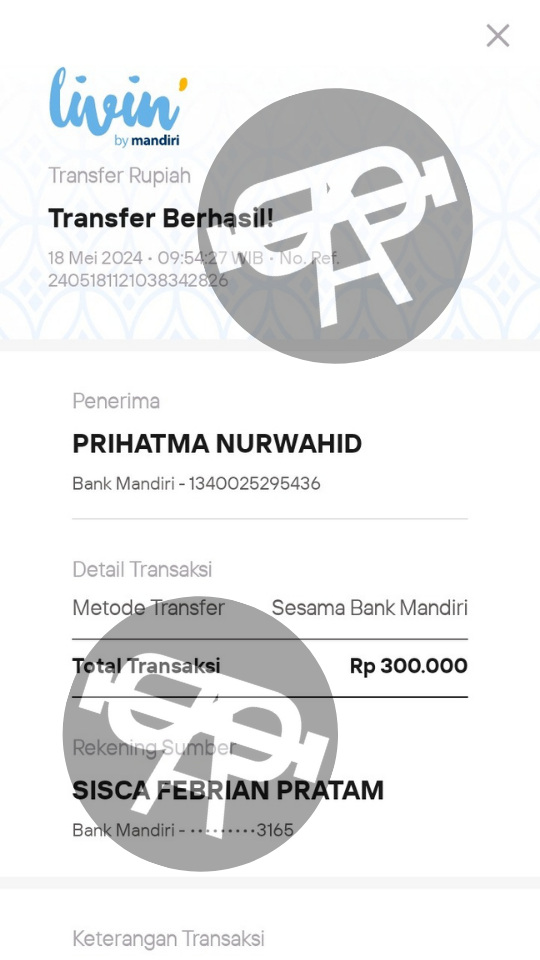 livin'
by mandiri
Transfer Rupiah
Transfer Berhasil!
18 Mei 2024 • 09:54:27 WIB • No. Ref.
2405181121038342826
Penerima
PRIHATMA NURWAHID
Bank Mandiri - 1340025295436
Detail Transaksi
Metode Transfer Sesama Bank Mandiri
Total Transaksi Rp 300.000
Rekening Sumber
SISCA FEBRIAN PRATAM
Bank Mandiri - •••••••••3165
Keterangan Transaksi